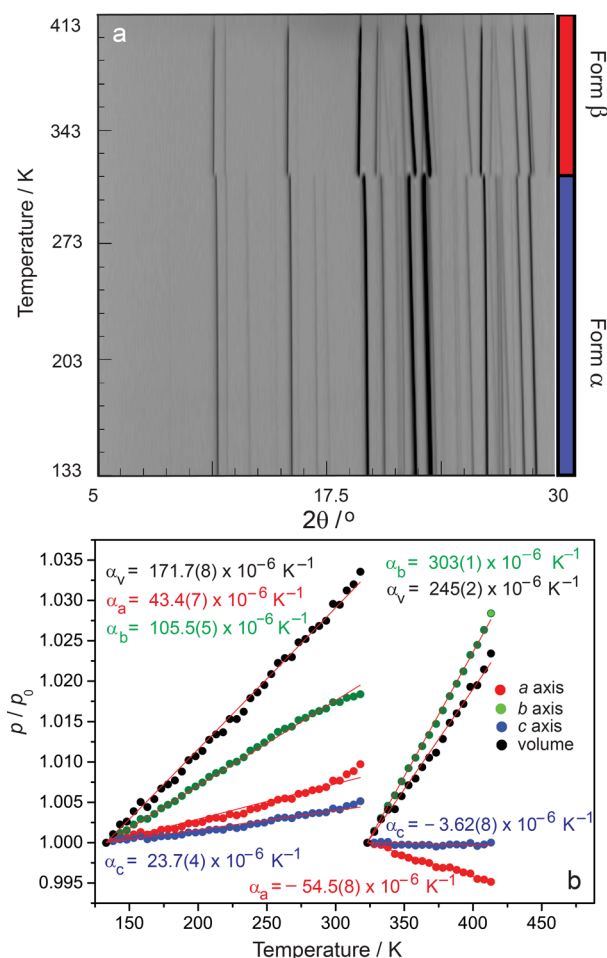 a
413
343
273
203
133
Temperature / K
5
17.5
30
2θ / º
Form β
Form α
1.035
1.030
1.025
1.020
1.015
1.010
1.005
1.000
0.995
p / p₀
αᵥ = 171.7(8) x 10⁻⁶ K⁻¹
αₐ = 43.4(7) x 10⁻⁶ K⁻¹
α_b = 105.5(5) x 10⁻⁶ K⁻¹
α_b = 303(1) x 10⁻⁶ K⁻¹
αᵥ = 245(2) x 10⁻⁶ K⁻¹
a axis
b axis
c axis
volume
α_c = −3.62(8) x 10⁻⁶ K⁻¹
α_c = 23.7(4) x 10⁻⁶ K⁻¹
αₐ = −54.5(8) x 10⁻⁶ K⁻¹
b
150
200
250
300
350
400
450
Temperature / K